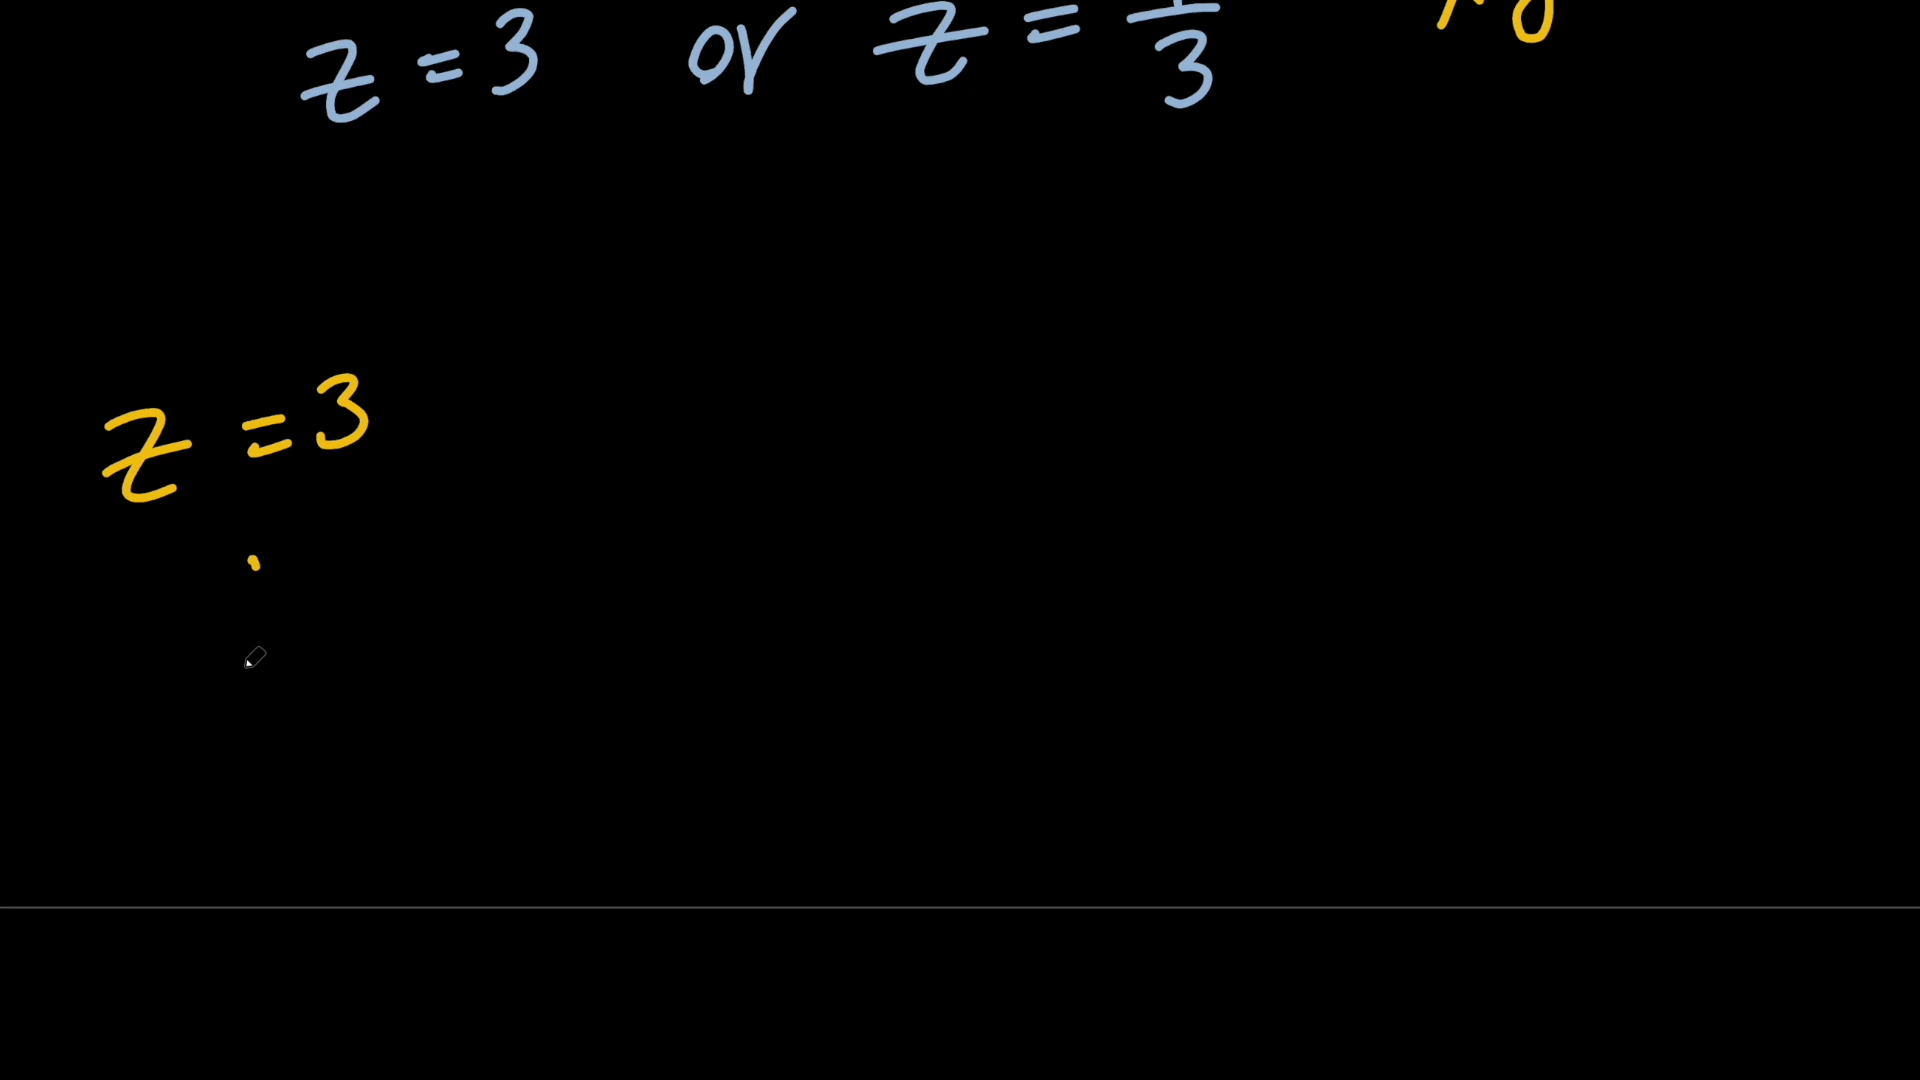 z = 3 or z = 1/3
z = 3